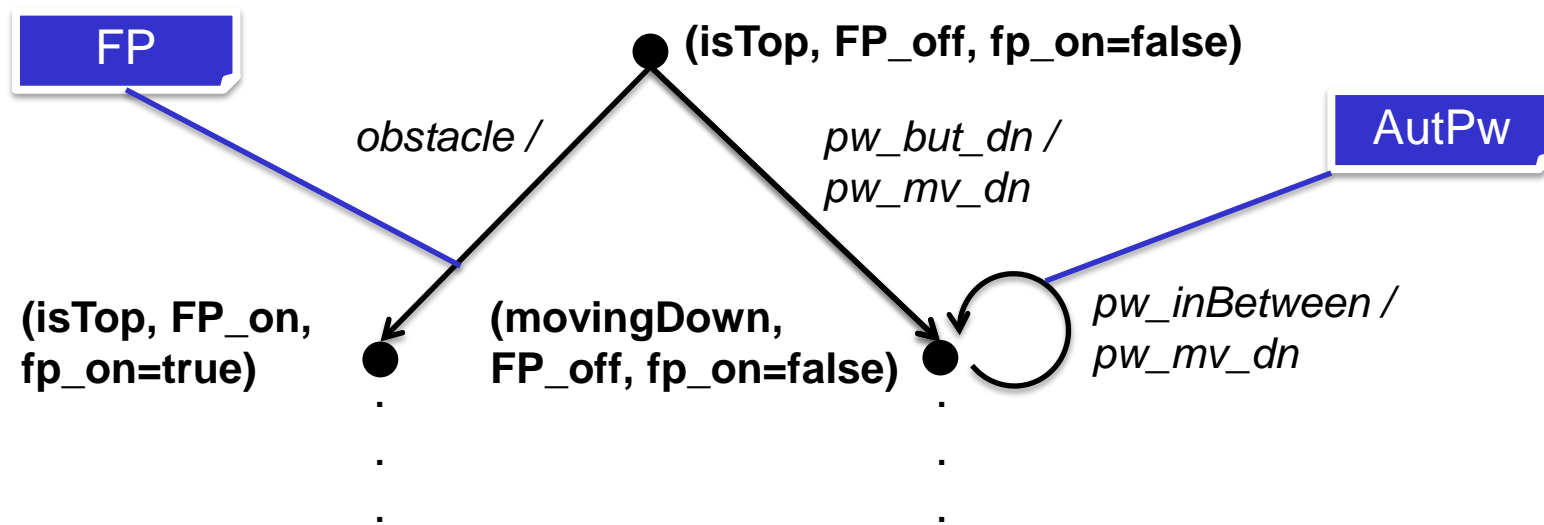 FP
(isTop, FP_off, fp_on=false)
obstacle /
pw_but_dn /
pw_mv_dn
AutPw
(isTop, FP_on,
fp_on=true)
(movingDown,
FP_off, fp_on=false)
pw_inBetween /
pw_mv_dn
.
.
.
.
.
.